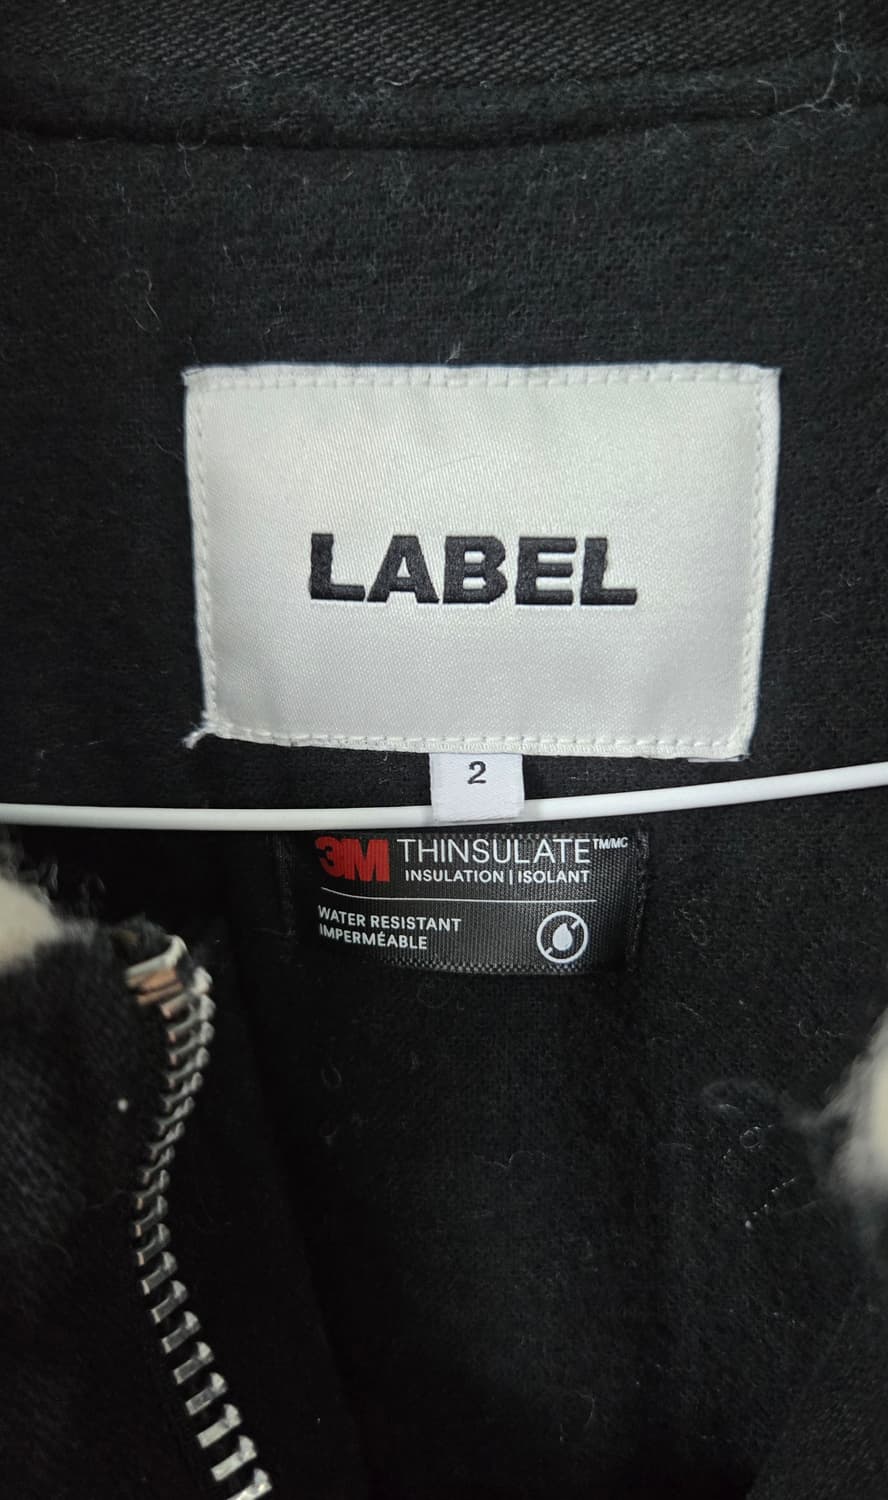 LABEL
2
3M THINSULATE™/MC
INSULATION | ISOLANT
WATER RESISTANT
IMPERMÉABLE